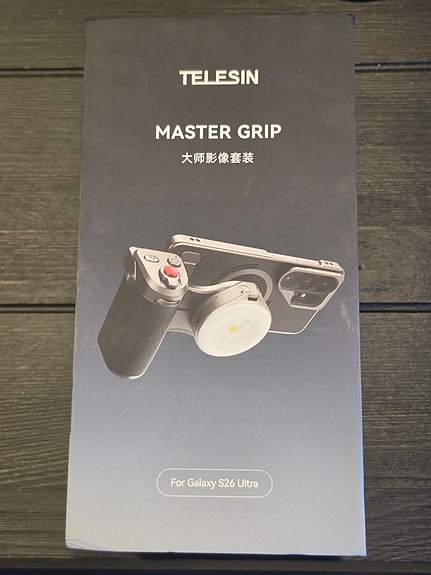 TELESIN
MASTER GRIP
大师影像套装
For Galaxy S26 Ultra